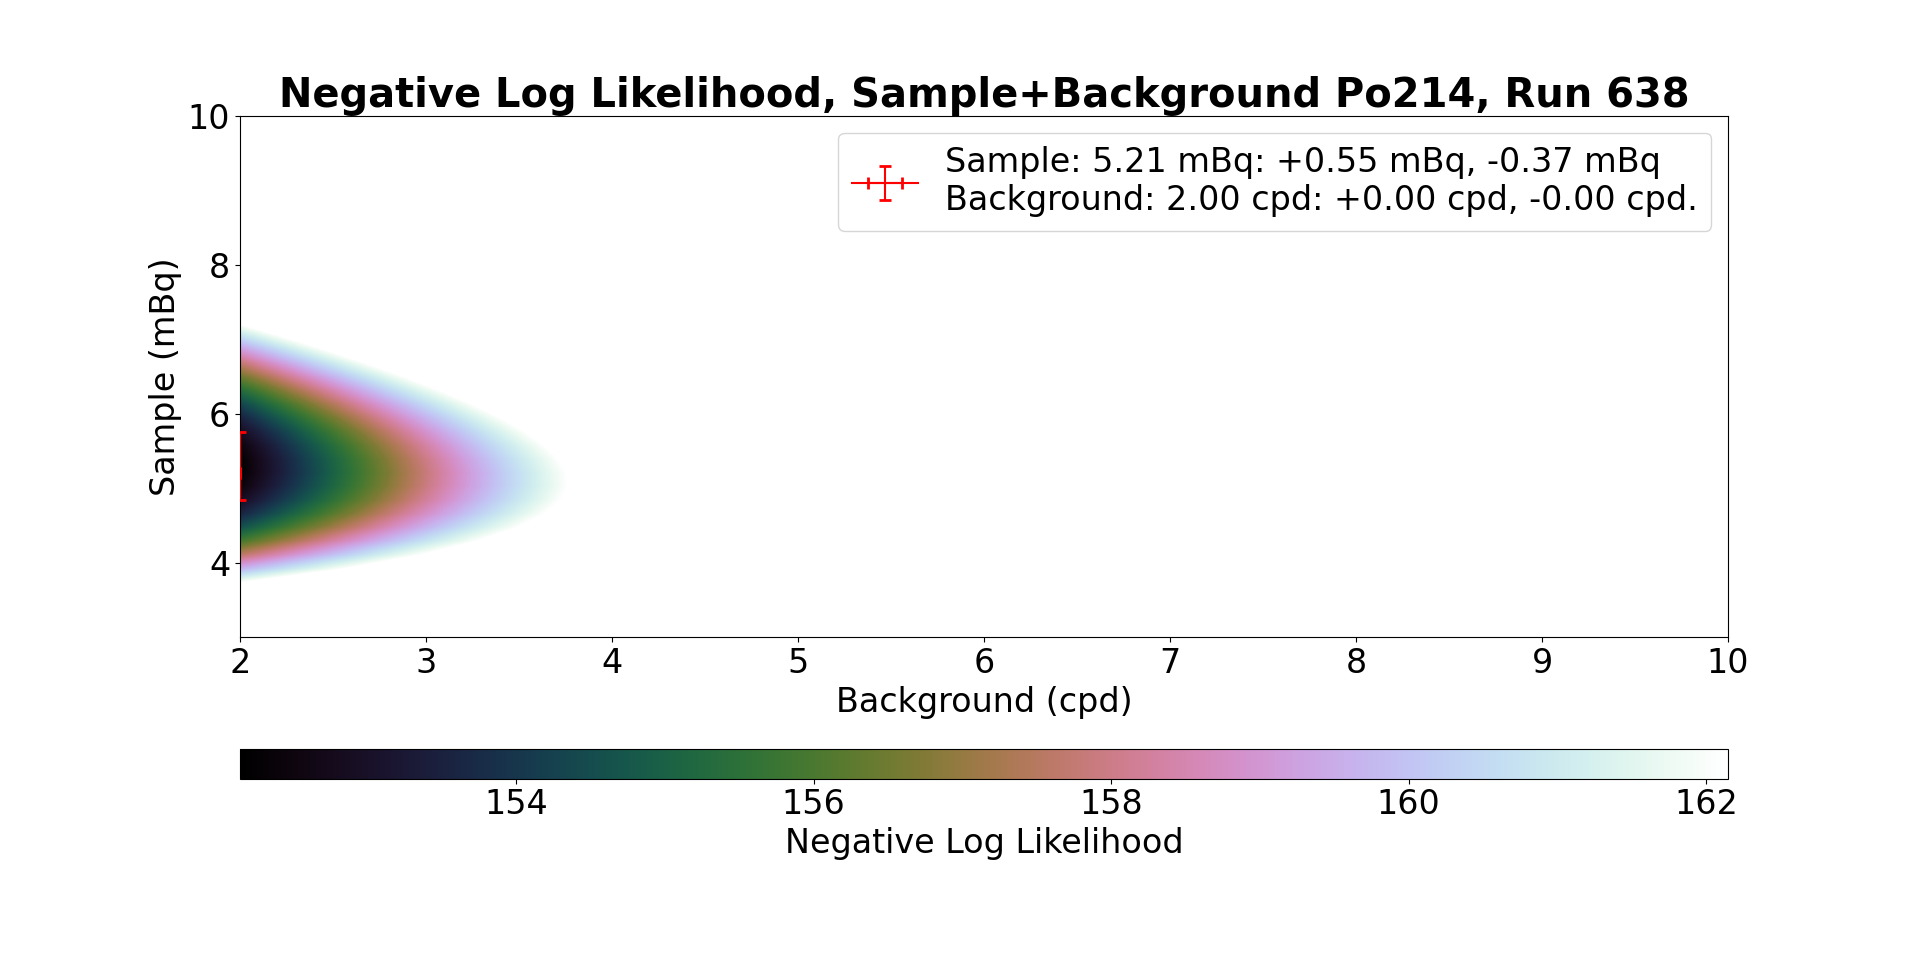 Negative Log Likelihood, Sample+Background Po214, Run 638
Sample: 5.21 mBq: +0.55 mBq, -0.37 mBq
Background: 2.00 cpd: +0.00 cpd, -0.00 cpd.
Sample (mBq)
10
8
6
4
2 3 4 5 6 7 8 9 10
Background (cpd)
154 156 158 160 162
Negative Log Likelihood